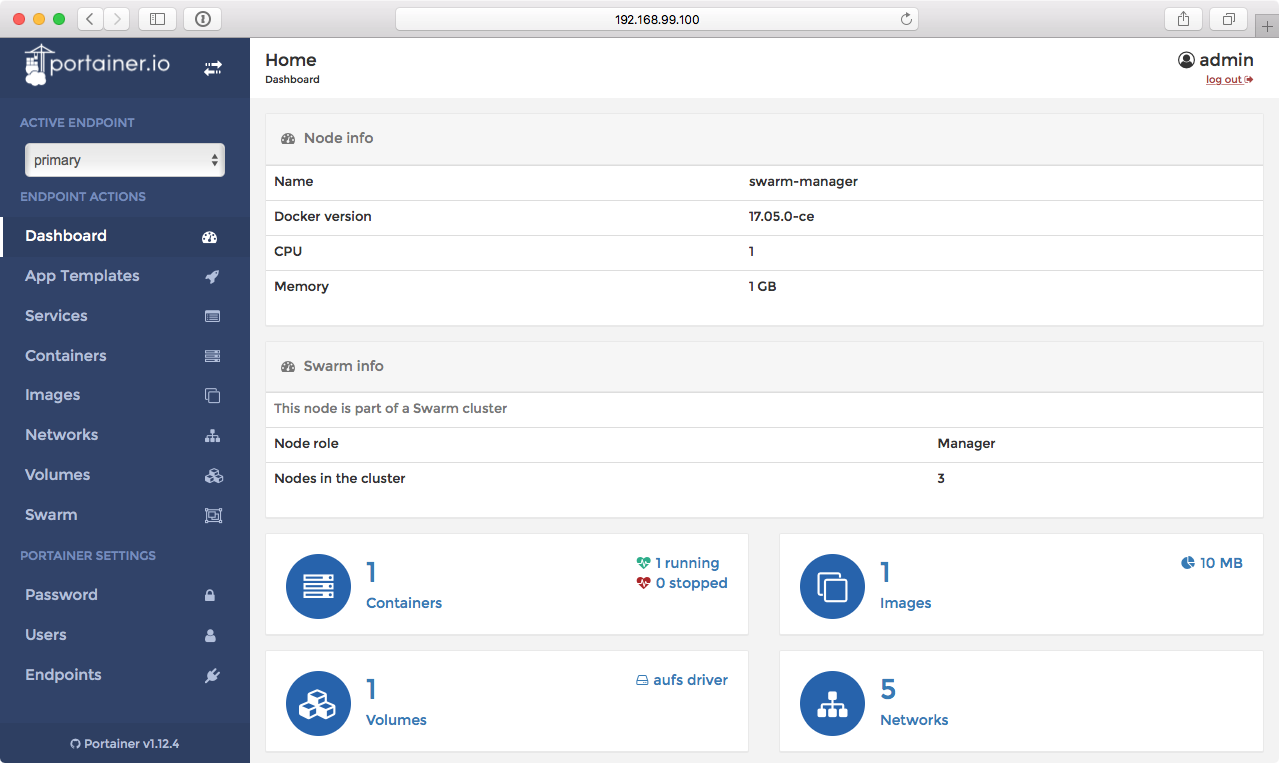 192.168.99.100
portainer.io
ACTIVE ENDPOINT
primary
ENDPOINT ACTIONS
Dashboard
App Templates
Services
Containers
Images
Networks
Volumes
Swarm
PORTAINER SETTINGS
Password
Users
Endpoints
Portainer v1.12.4
Home
Dashboard
admin
log out
Node info
Name swarm-manager
Docker version 17.05.0-ce
CPU 1
Memory 1 GB
Swarm info
This node is part of a Swarm cluster
Node role Manager
Nodes in the cluster 3
1
Containers
1 running
0 stopped
1
Images
10 MB
1
Volumes
aufs driver
5
Networks